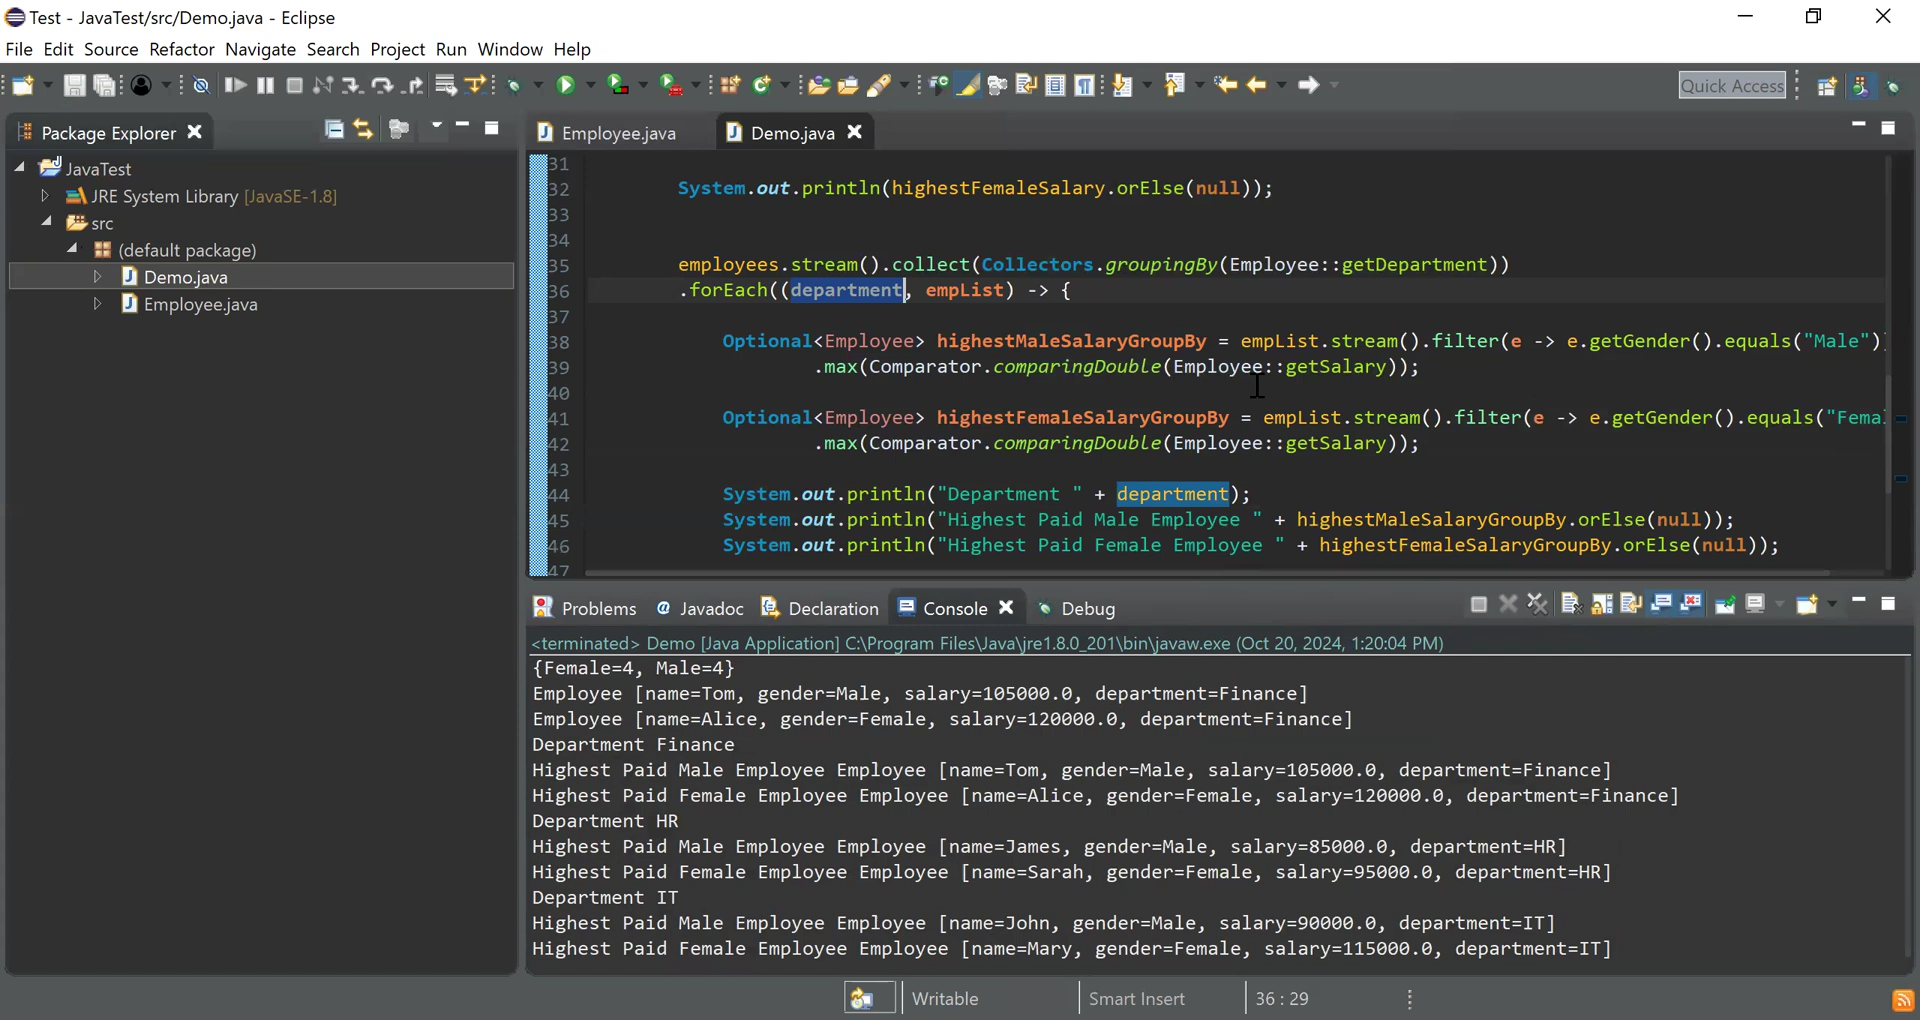 Test - JavaTest/src/Demo.java - Eclipse
File Edit Source Refactor Navigate Search Project Run Window Help
Quick Access
Package Explorer
JavaTest
JRE System Library [JavaSE-1.8]
src
(default package)
Demo.java
Employee.java
Employee.java Demo.java
31
32 System.out.println(highestFemaleSalary.orElse(null));
33
34
35 employees.stream().collect(Collectors.groupingBy(Employee::getDepartment))
36 .forEach((department, empList) -> {
37
38 Optional<Employee> highestMaleSalaryGroupBy = empList.stream().filter(e -> e.getGender().equals("Male"))
39 .max(Comparator.comparingDouble(Employee::getSalary));
40
41 Optional<Employee> highestFemaleSalaryGroupBy = empList.stream().filter(e -> e.getGender().equals("Fema
42 .max(Comparator.comparingDouble(Employee::getSalary));
43
44 System.out.println("Department " + department);
45 System.out.println("Highest Paid Male Employee " + highestMaleSalaryGroupBy.orElse(null));
46 System.out.println("Highest Paid Female Employee " + highestFemaleSalaryGroupBy.orElse(null));
47
Problems Javadoc Declaration Console Debug
<terminated> Demo [Java Application] C:\Program Files\Java\jre1.8.0_201\bin\javaw.exe (Oct 20, 2024, 1:20:04 PM)
{Female=4, Male=4}
Employee [name=Tom, gender=Male, salary=105000.0, department=Finance]
Employee [name=Alice, gender=Female, salary=120000.0, department=Finance]
Department Finance
Highest Paid Male Employee Employee [name=Tom, gender=Male, salary=105000.0, department=Finance]
Highest Paid Female Employee Employee [name=Alice, gender=Female, salary=120000.0, department=Finance]
Department HR
Highest Paid Male Employee Employee [name=James, gender=Male, salary=85000.0, department=HR]
Highest Paid Female Employee Employee [name=Sarah, gender=Female, salary=95000.0, department=HR]
Department IT
Highest Paid Male Employee Employee [name=John, gender=Male, salary=90000.0, department=IT]
Highest Paid Female Employee Employee [name=Mary, gender=Female, salary=115000.0, department=IT]
Writable Smart Insert 36 : 29